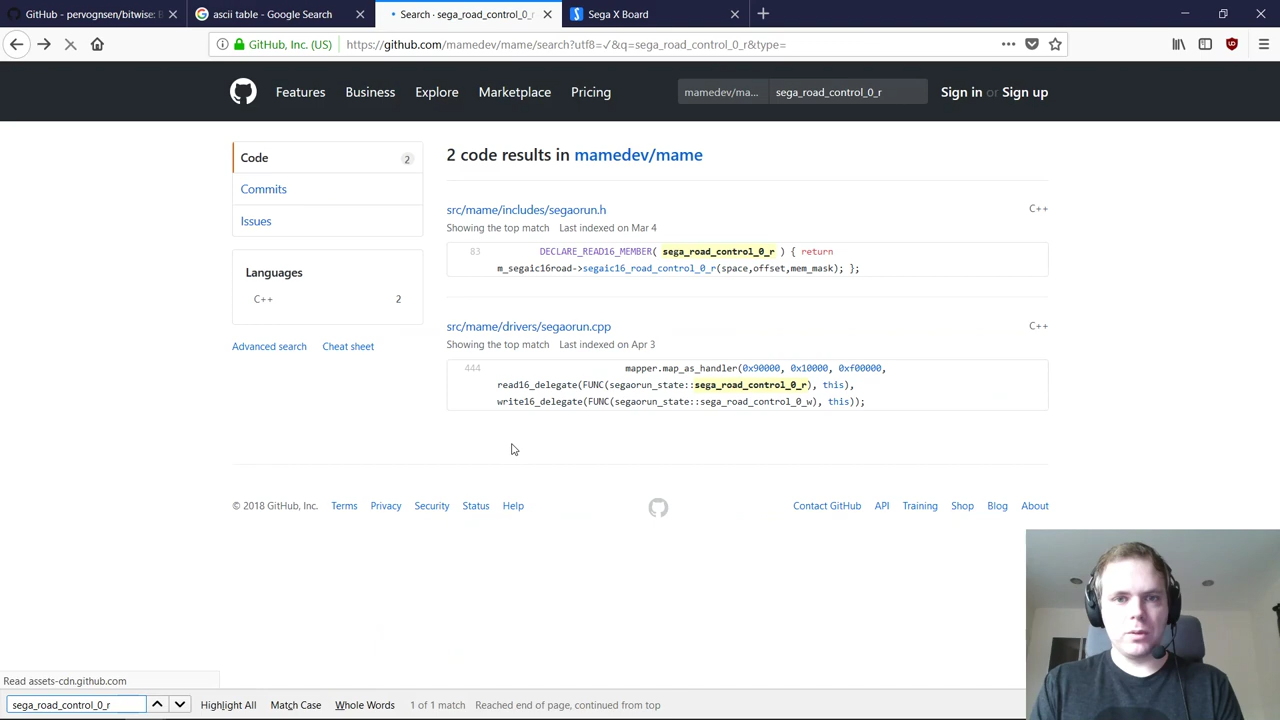 GitHub - pervognsen/bitwise: B
ascii table - Google Search
Search · sega_road_control_0_r
Sega X Board
GitHub, Inc. (US)
https://github.com/mamedev/mame/search?utf8=✓&q=sega_road_control_0_r&type=
Features
Business
Explore
Marketplace
Pricing
mamedev/ma...
sega_road_control_0_r
Sign in or Sign up
Code 2
Commits
Issues
Languages
C++ 2
Advanced search
Cheat sheet
2 code results in mamedev/mame
src/mame/includes/segaorun.h
C++
Showing the top match Last indexed on Mar 4
83 DECLARE_READ16_MEMBER( sega_road_control_0_r ) { return
m_segaic16road->segaic16_road_control_0_r(space,offset,mem_mask); };
src/mame/drivers/segaorun.cpp
C++
Showing the top match Last indexed on Apr 3
444 mapper.map_as_handler(0x90000, 0x10000, 0xf00000,
read16_delegate(FUNC(segaorun_state::sega_road_control_0_r), this),
write16_delegate(FUNC(segaorun_state::sega_road_control_0_w), this));
© 2018 GitHub, Inc. Terms Privacy Security Status Help
Contact GitHub API Training Shop Blog About
Read assets-cdn.github.com
sega_road_control_0_r
Highlight All
Match Case
Whole Words
1 of 1 match
Reached end of page, continued from top